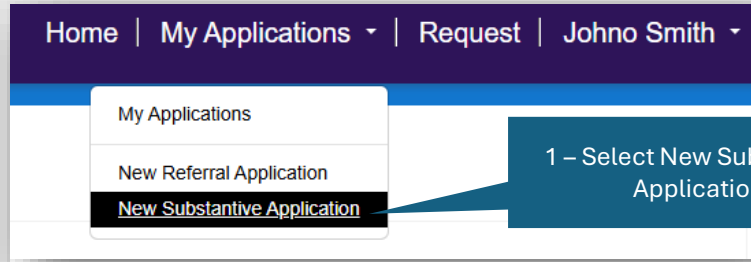 Home | My Applications | Request | Johno Smith
My Applications
New Referral Application
New Substantive Application
1 – Select New